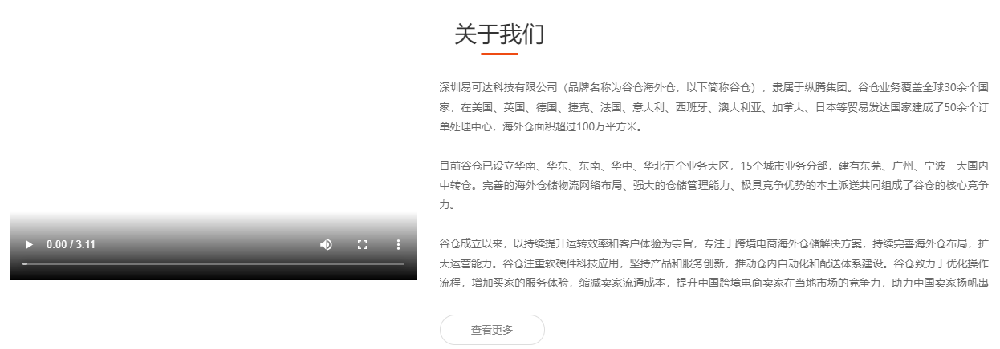 关于我们
深圳易可达科技有限公司（品牌名称为谷仓海外仓，以下简称谷仓），隶属于纵腾集团。谷仓业务覆盖全球30余个国
家，在美国、英国、德国、捷克、法国、意大利、西班牙、澳大利亚、加拿大、日本等贸易发达国家建成了50余个订
单处理中心，海外仓面积超过100万平方米。
目前谷仓已设立华南、华东、东南、华中、华北五个业务大区，15个城市业务分部，建有东莞、广州、宁波三大国内
中转仓。完善的海外仓储物流网络布局、强大的仓储管理能力、极具竞争优势的本土派送共同组成了谷仓的核心竞争
力。
谷仓成立以来，以持续提升运转效率和客户体验为宗旨，专注于跨境电商海外仓储解决方案，持续完善海外仓布局，扩
大运营能力。谷仓注重软硬件科技应用，坚持产品和服务创新，推动仓内自动化和配送体系建设。谷仓致力于优化操作
流程，增加买家的服务体验，缩减卖家流通成本，提升中国跨境电商卖家在当地市场的竞争力，助力中国卖家扬帆出
0:00 / 3:11
查看更多